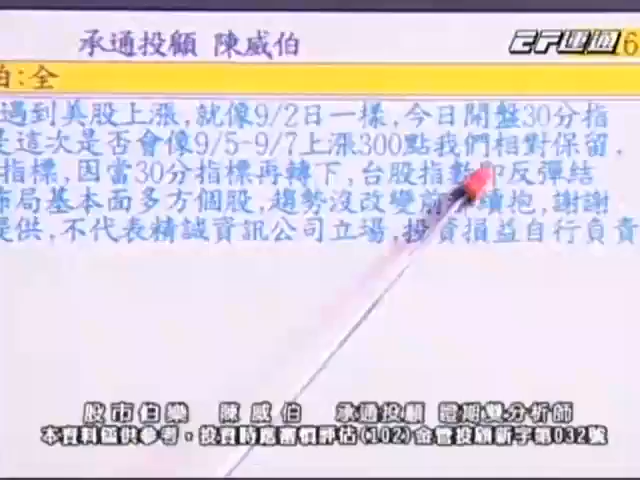 承通投顧 陳威伯
運通
6
伯:全
遇到美股上漲,就像9/2日一樣,今日開盤30分指
是這次是否會像9/5-9/7上漲300點我們相對保留.
指標,因當30分指標再轉下,台股指數即反彈結
佈局基本面多方個股,趨勢沒改變前 續抱,謝謝
提供,不代表精誠資訊公司立場,投資損益自行負責
股市伯樂 陳威伯 承通投顧 證期雙分析師
本資料僅供參考,投資時應審慎評估(102)金管投顧新字第032號